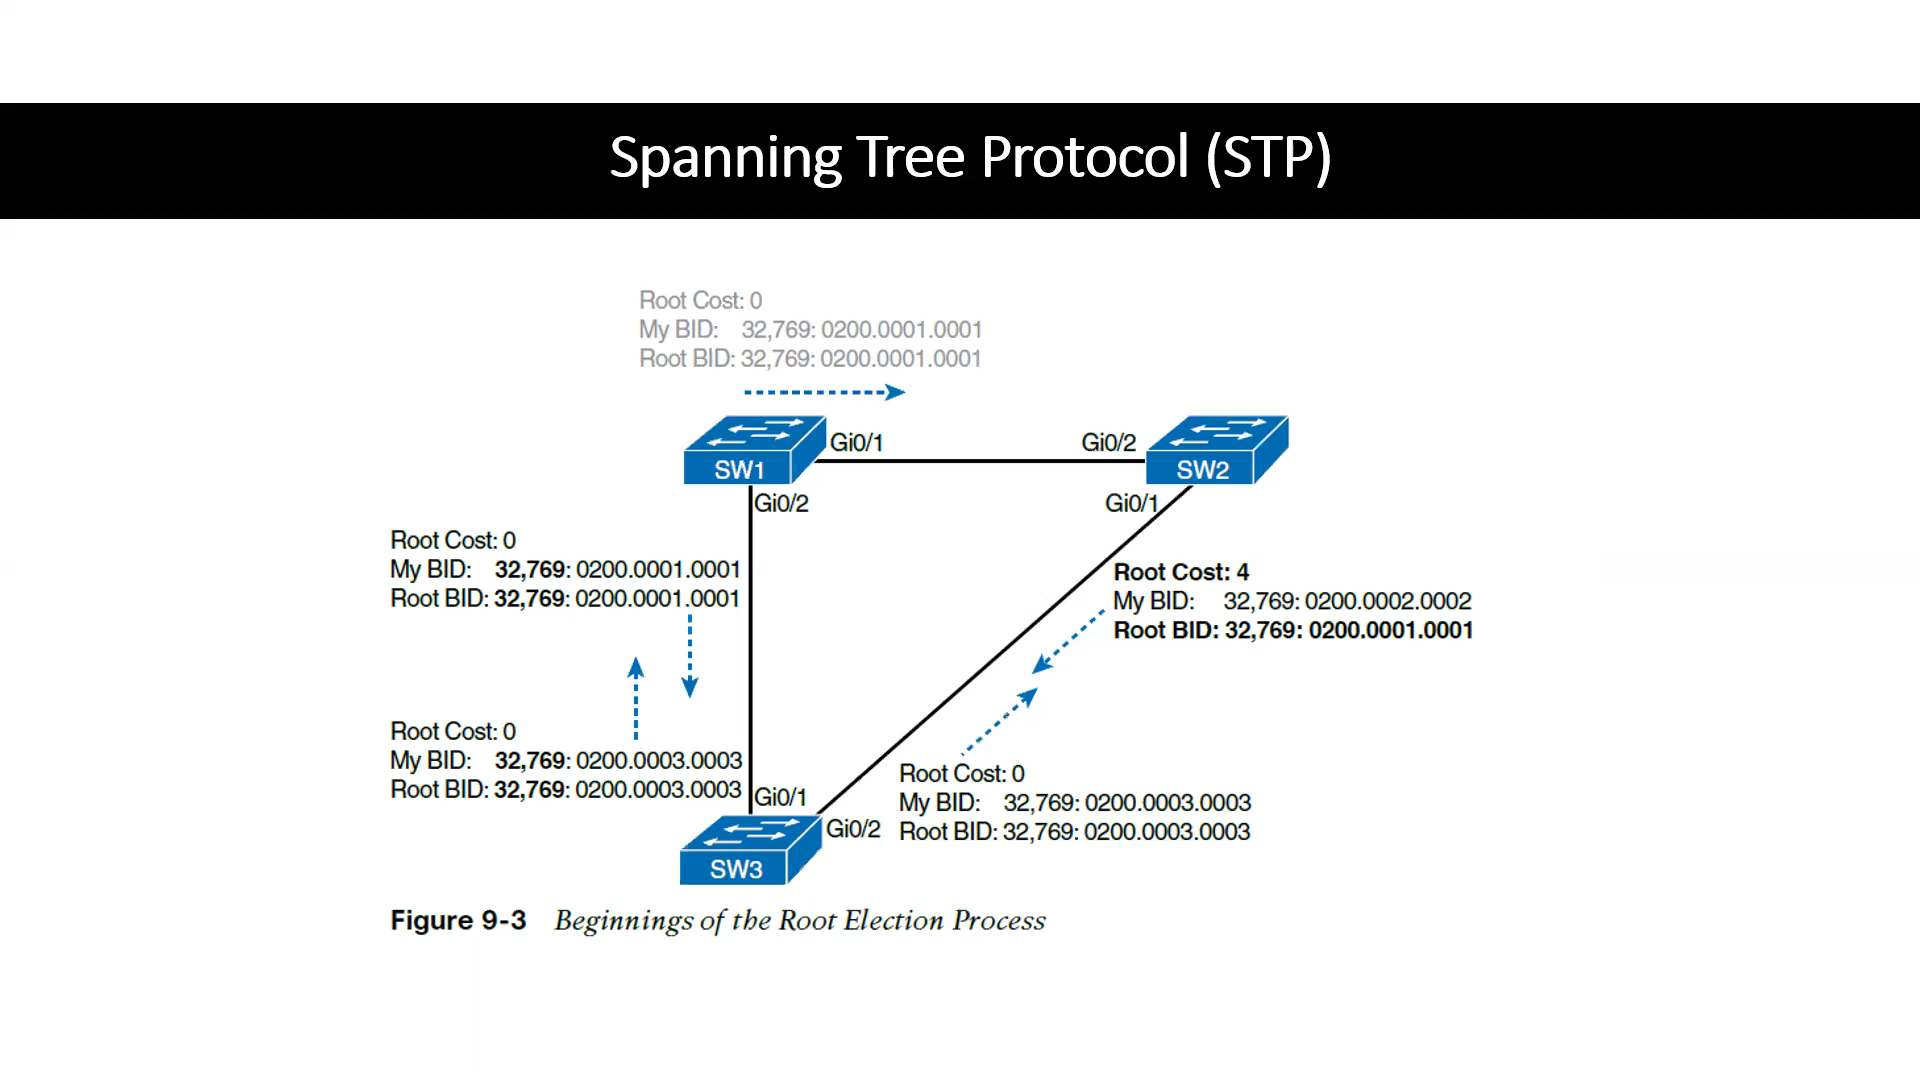 Spanning Tree Protocol (STP)
Root Cost: 0
My BID: 32,769: 0200.0001.0001
Root BID: 32,769: 0200.0001.0001
Gi0/1
Gi0/2
SW1
SW2
Gi0/2
Gi0/1
Root Cost: 0
My BID: 32,769: 0200.0001.0001
Root BID: 32,769: 0200.0001.0001
Root Cost: 4
My BID: 32,769: 0200.0002.0002
Root BID: 32,769: 0200.0001.0001
Root Cost: 0
My BID: 32,769: 0200.0003.0003
Root BID: 32,769: 0200.0003.0003
Gi0/1
Root Cost: 0
My BID: 32,769: 0200.0003.0003
Root BID: 32,769: 0200.0003.0003
Gi0/2
SW3
Figure 9-3 Beginnings of the Root Election Process